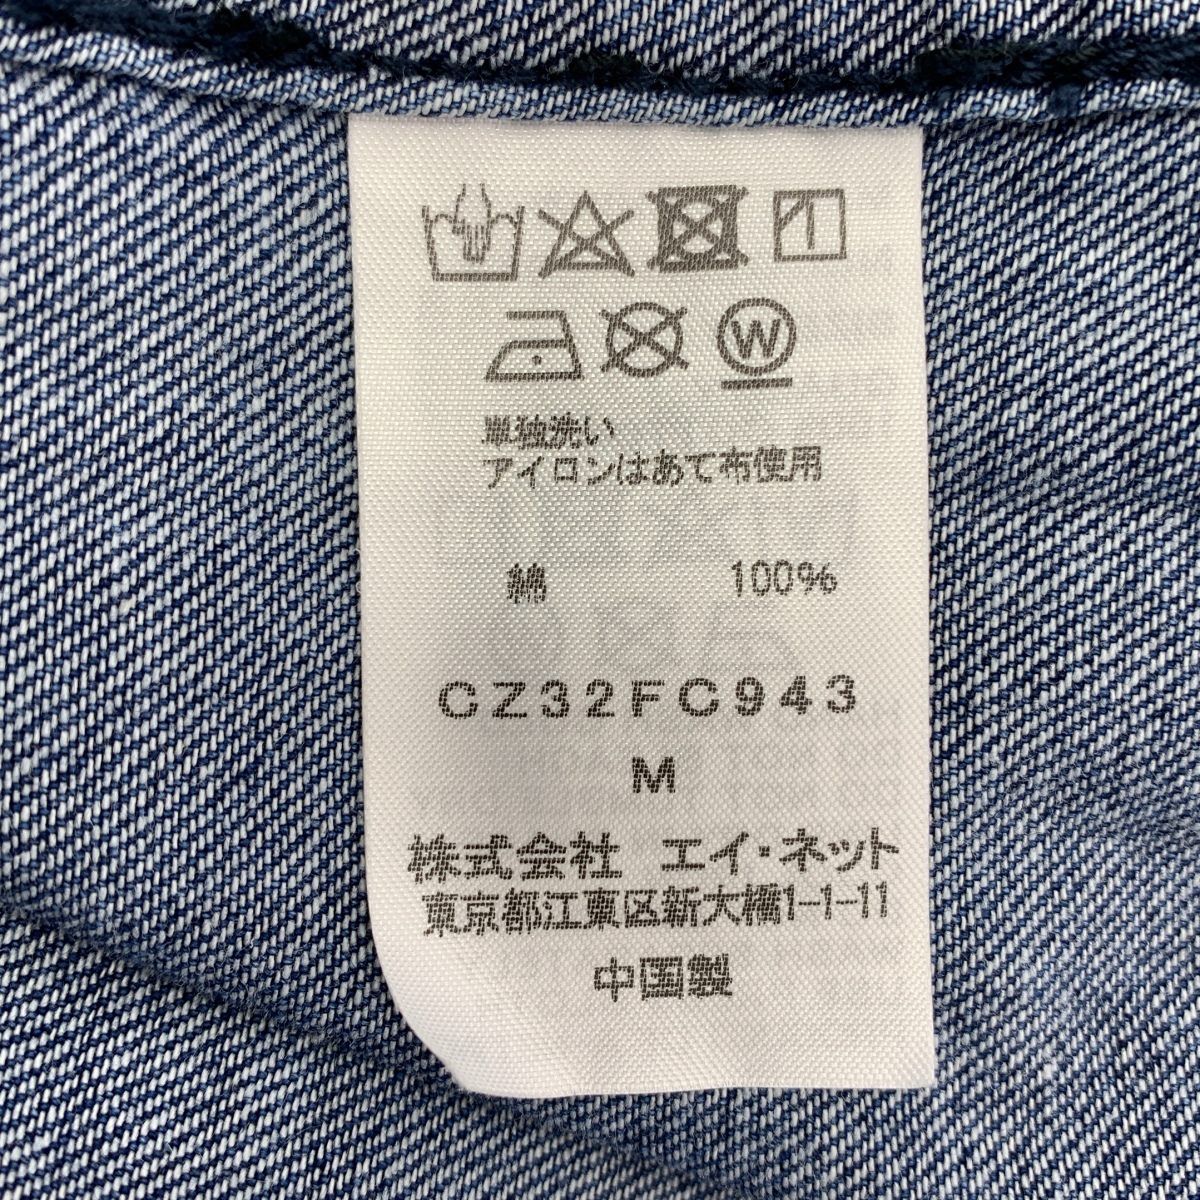 W
単独洗い
アイロンはあて布使用
綿 100%
CZ32FC943
M
株式会社 エイ・ネット
東京都江東区新大橋1-1-11
中国製